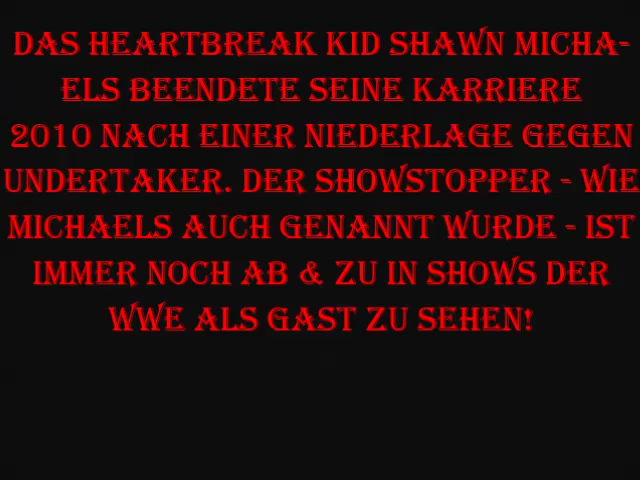 DAS HEARTBREAK KID SHAWN MICHA-
ELS BEENDETE SEINE KARRIERE
2010 NACH EINER NIEDERLAGE GEGEN
UNDERTAKER. DER SHOWSTOPPER - WIE
MICHAELS AUCH GENANNT WURDE - IST
IMMER NOCH AB & ZU IN SHOWS DER
WWE ALS GAST ZU SEHEN!